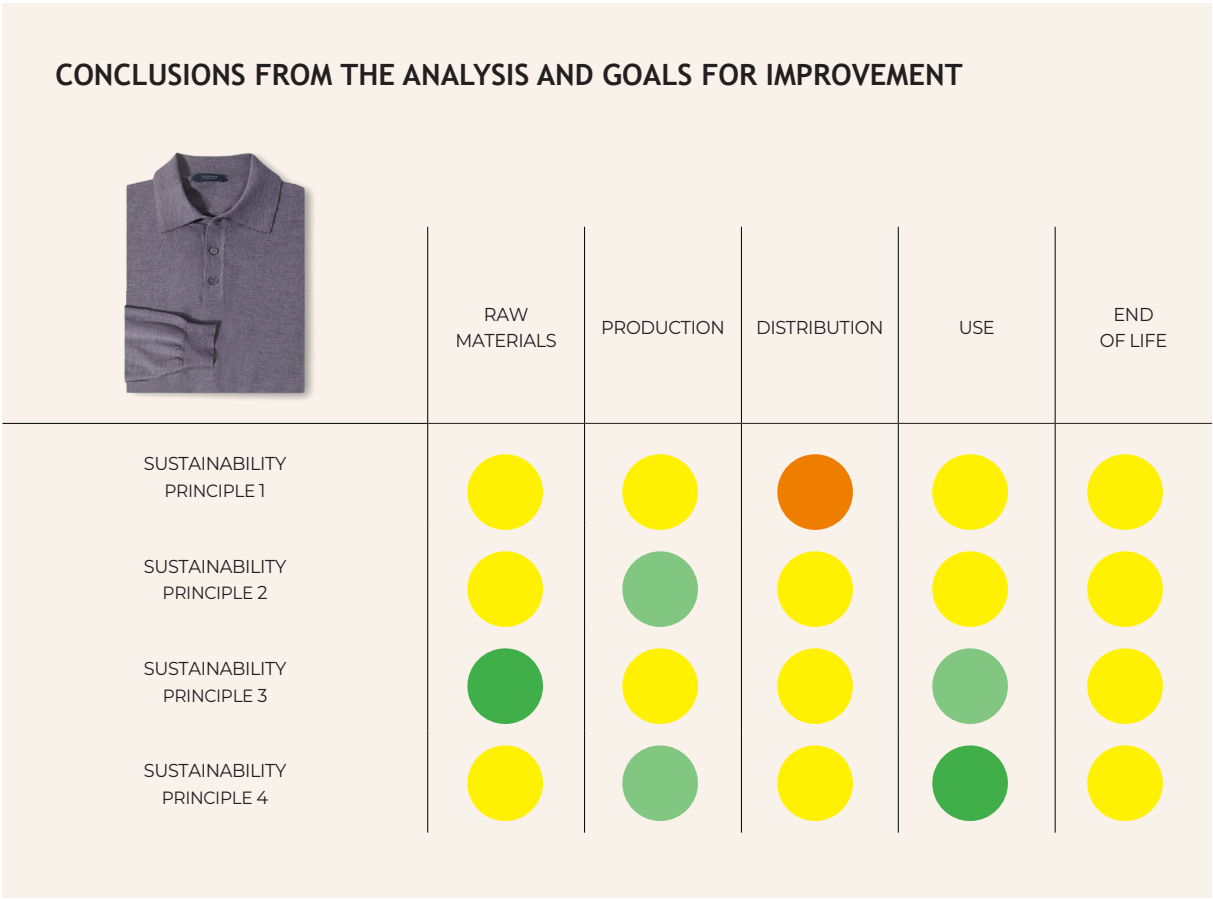 CONCLUSIONS FROM THE ANALYSIS AND GOALS FOR IMPROVEMENT
RAW
MATERIALS
PRODUCTION
DISTRIBUTION
USE
END
OF LIFE
SUSTAINABILITY
PRINCIPLE 1
SUSTAINABILITY
PRINCIPLE 2
SUSTAINABILITY
PRINCIPLE 3
SUSTAINABILITY
PRINCIPLE 4